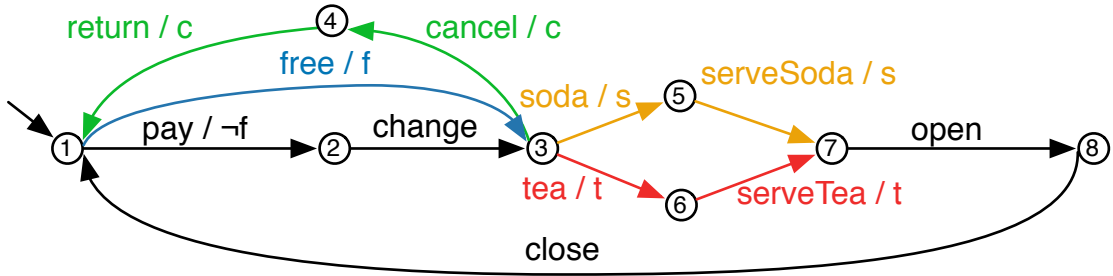 4
return / c
cancel / c
free / f
soda / s
5
serveSoda / s
1
pay / ¬f
2
change
3
7
open
8
tea / t
6
serveTea / t
close